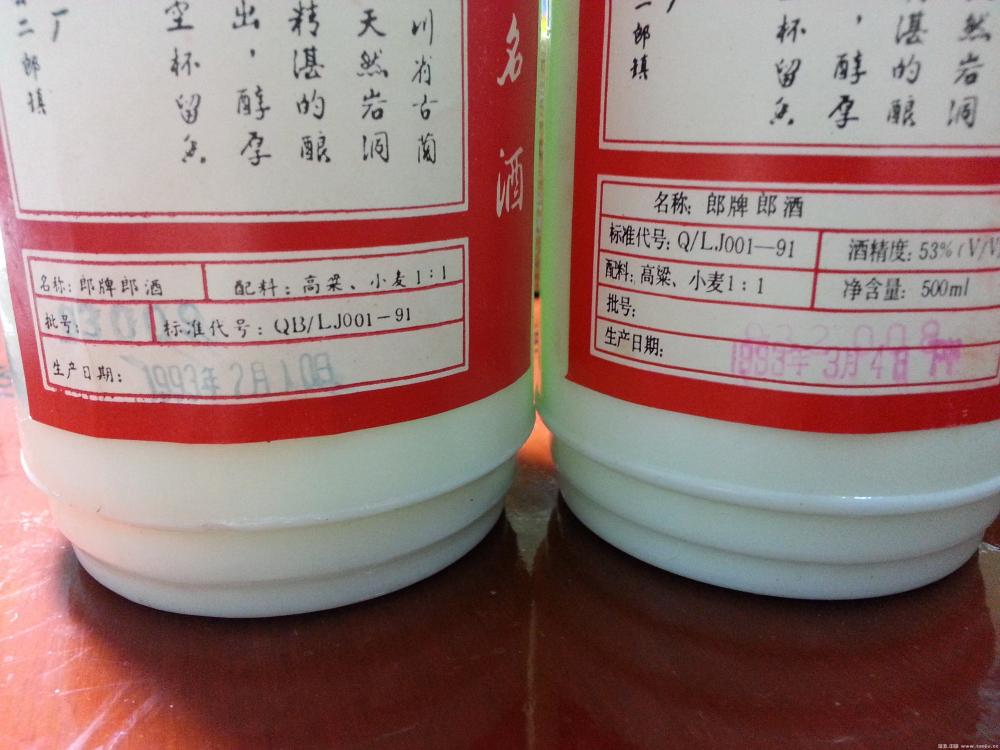 厂
二郎镇
空杯留香
出，醇厚
精湛的酿
天然岩洞
川省古蔺
名酒
名称：郎牌郎酒
配料：高粱、小麦1：1
批号：
标准代号：QB/LJ001-91
生产日期：
1993年5月10日
二郎镇
杯留香
，醇厚
湛的酿
然岩洞
名称：郎牌郎酒
标准代号：Q/LJ001—91
酒精度：53%(V/V
配料：高粱、小麦1：1
净含量：500ml
批号：
生产日期：
1993年3月4日